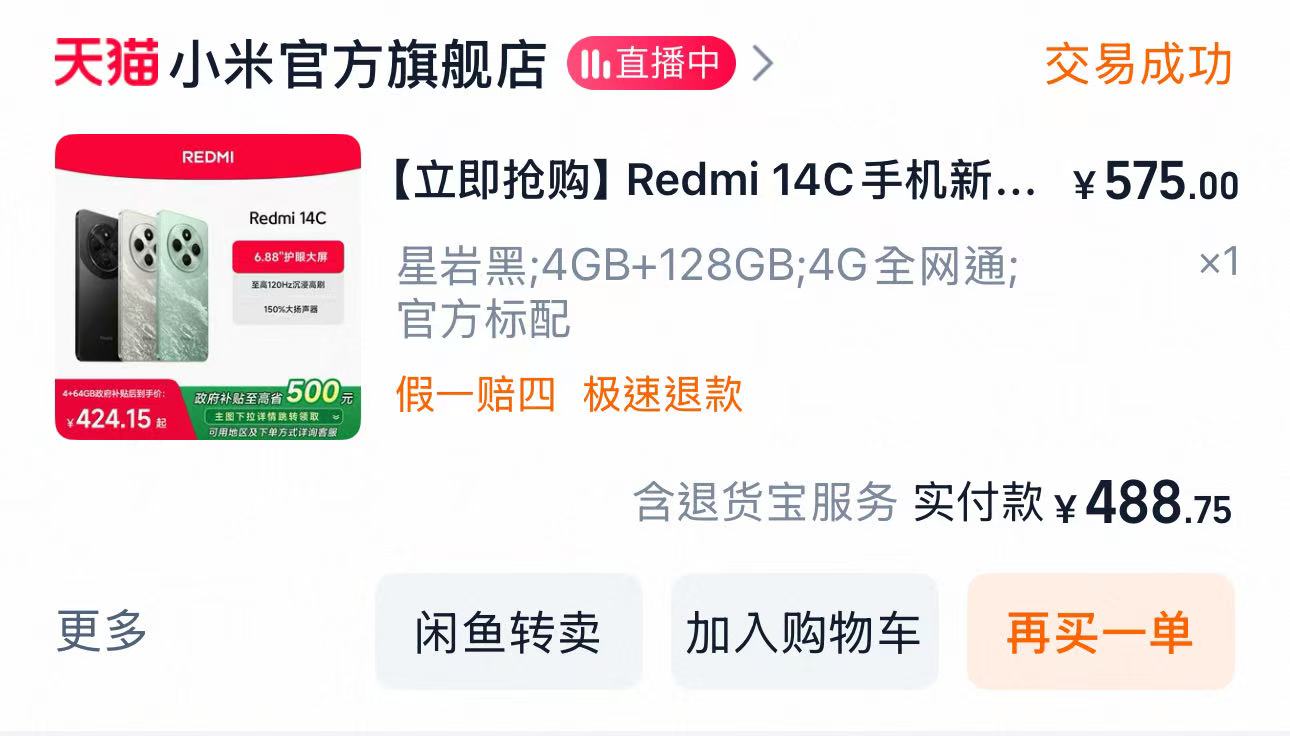 天猫 小米官方旗舰店 直播中 交易成功
REDMI
Redmi 14C
6.88"护眼大屏
至高120Hz沉浸高刷
150%大扬声器
4+64GB政府补贴后到手价:
¥424.15起
政府补贴至高省500元
主图下拉详情跳转领取
可用地区及下单方式详询客服
【立即抢购】Redmi 14C手机新... ¥575.00
星岩黑;4GB+128GB;4G全网通; ×1
官方标配
假一赔四 极速退款
含退货宝服务 实付款 ¥488.75
更多 闲鱼转卖 加入购物车 再买一单